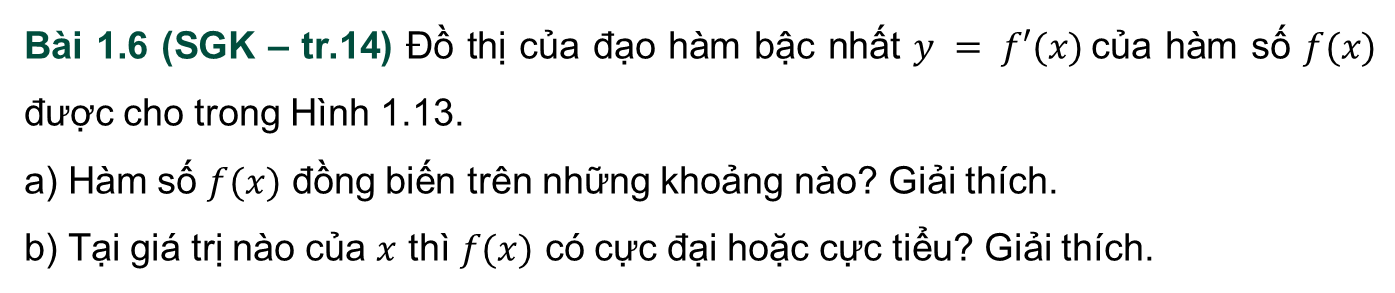 Bài 1.6 (SGK – tr.14) Đồ thị của đạo hàm bậc nhất y = f′(x) của hàm số f(x)
được cho trong Hình 1.13.
a) Hàm số f(x) đồng biến trên những khoảng nào? Giải thích.
b) Tại giá trị nào của x thì f(x) có cực đại hoặc cực tiểu? Giải thích.